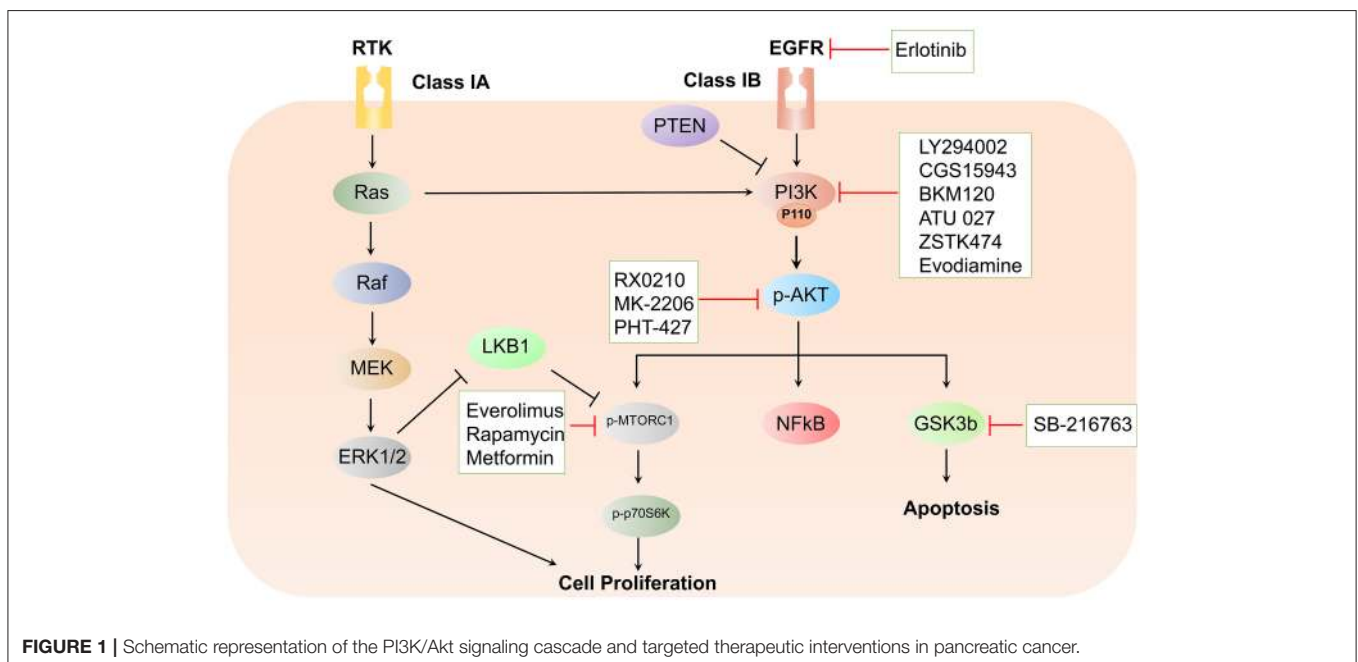 RTK
EGFR
Erlotinib
Class IA
Class IB
PTEN
LY294002
CGS15943
BKM120
ATU 027
ZSTK474
Evodiamine
Ras
PI3K
P110
Raf
RX0210
MK-2206
PHT-427
p-AKT
LKB1
MEK
Everolimus
Rapamycin
Metformin
p-MTORC1
NFkB
GSK3b
SB-216763
ERK1/2
p-p70S6K
Apoptosis
Cell Proliferation
FIGURE 1 | Schematic representation of the PI3K/Akt signaling cascade and targeted therapeutic interventions in pancreatic cancer.